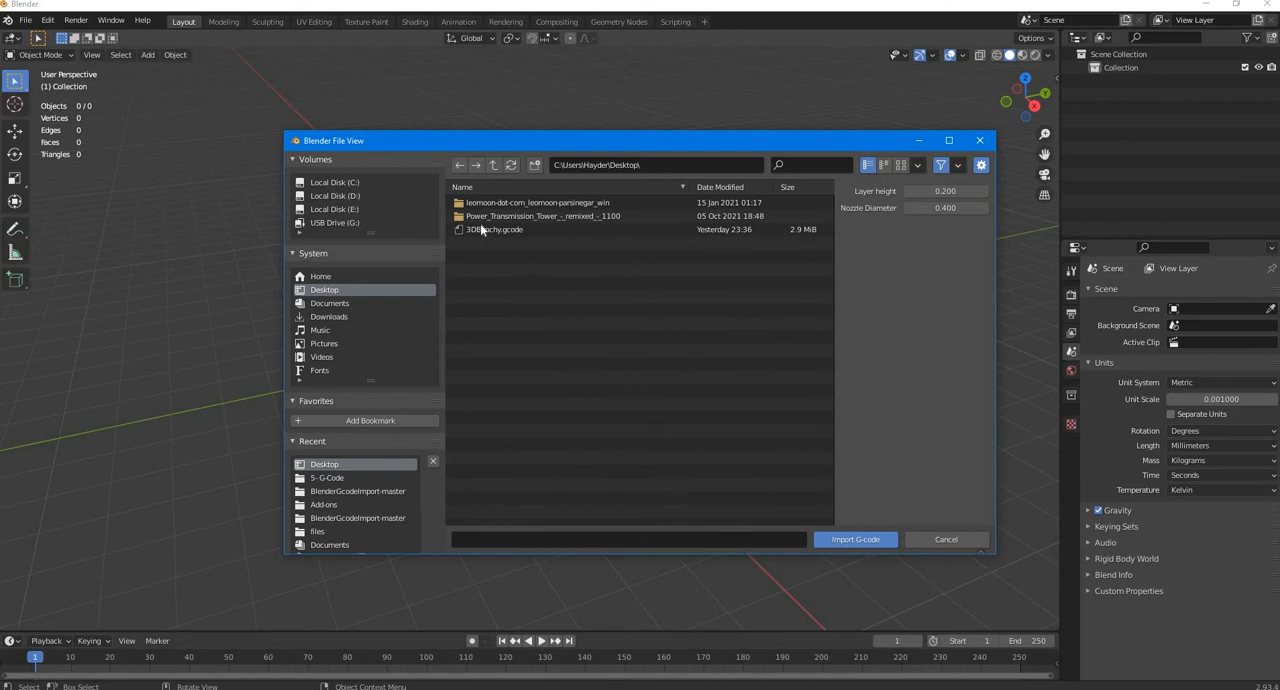 Blender
File Edit Render Window Help Layout Modeling Sculpting UV Editing Texture Paint Shading Animation Rendering Compositing Geometry Nodes Scripting + Scene View Layer
Object Mode View Select Add Object Global Options
User Perspective
(1) Collection
Objects 0 / 0
Vertices 0
Edges 0
Faces 0
Triangles 0
Z
Y
X
Scene Collection
Collection
Blender File View
Volumes
Local Disk (C:)
Local Disk (D:)
Local Disk (E:)
USB Drive (G:)
System
Home
Desktop
Documents
Downloads
Music
Pictures
Videos
Fonts
Favorites
Add Bookmark
Recent
Desktop
5- G-Code
BlenderGcodeImport-master
Add-ons
BlenderGcodeImport-master
files
Documents
C:\Users\Hayder\Desktop\
Name Date Modified Size
leomoon-dot-com_leomoon-parsinegar_win 15 Jan 2021 01:17
Power_Transmission_Tower_-_remixed_-_1100 05 Oct 2021 18:48
Yesterday 23:36 2.9 MiB
Layer height 0.200
Nozzle Diameter 0.400
Import G-code Cancel
Scene View Layer
Scene
Camera
Background Scene
Active Clip
Units
Unit System Metric
Unit Scale 0.001000
Separate Units
Rotation Degrees
Length Millimeters
Mass Kilograms
Time Seconds
Temperature Kelvin
Gravity
Keying Sets
Audio
Rigid Body World
Blend Info
Custom Properties
Playback Keying View Marker 1 Start 1 End 250
1 10 20 30 40 50 60 70 80 90 100 110 120 130 140 150 160 170 180 190 200 210 220 230 240 250
Select Box Select Rotate View Object Context Menu 2.93.4